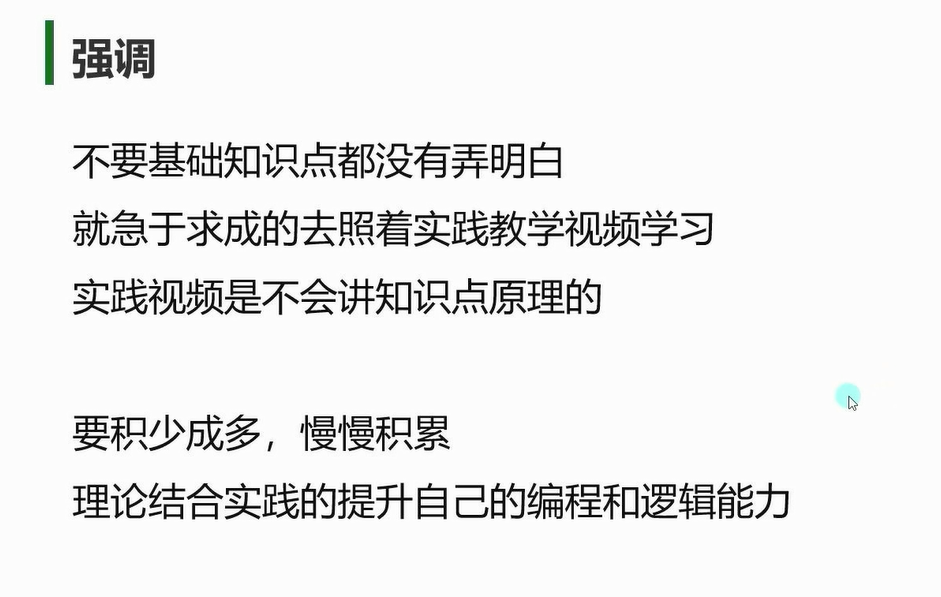 强调
不要基础知识点都没有弄明白
就急于求成的去照着实践教学视频学习
实践视频是不会讲知识点原理的
要积少成多，慢慢积累
理论结合实践的提升自己的编程和逻辑能力